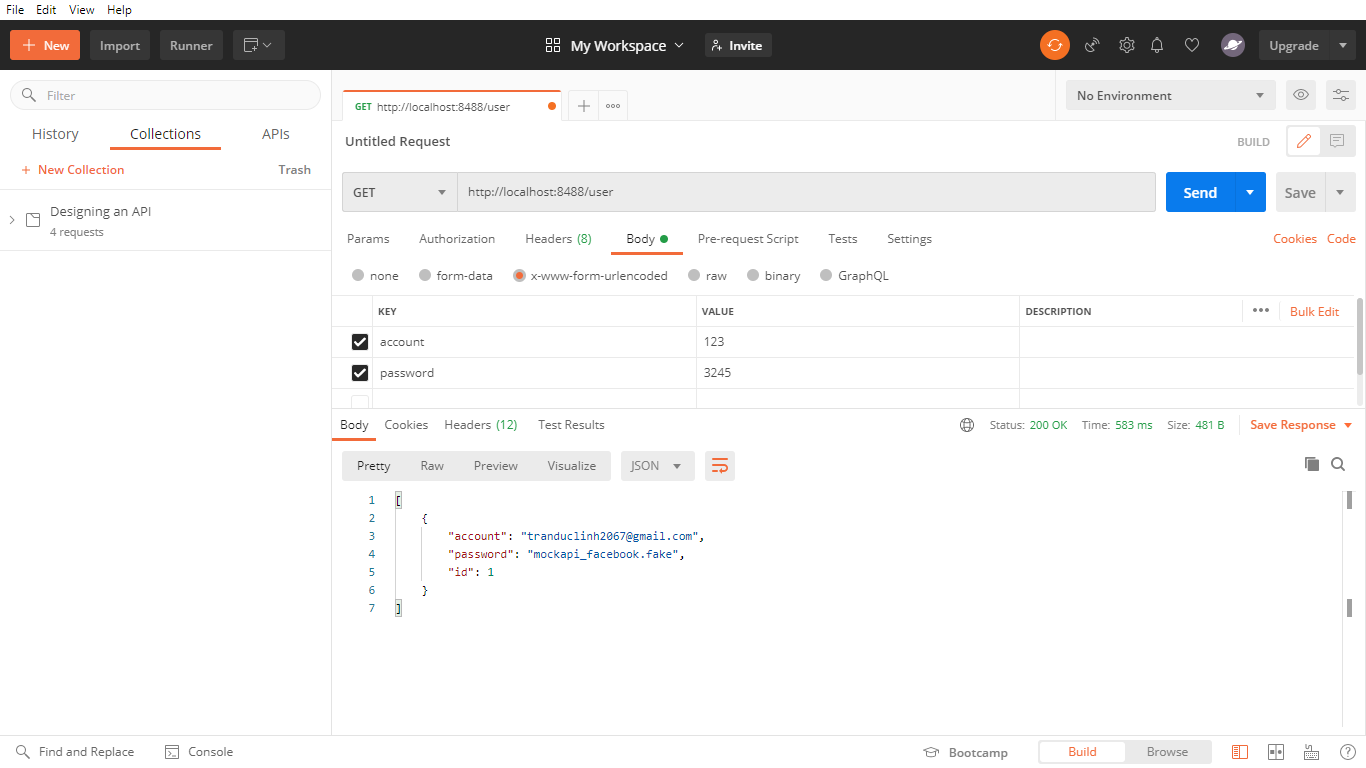 File Edit View Help
New Import Runner My Workspace Invite Upgrade
Filter
History Collections APIs
New Collection Trash
Designing an API
4 requests
GET http://localhost:8488/user
No Environment
Untitled Request BUILD
GET http://localhost:8488/user Send Save
Params Authorization Headers (8) Body Pre-request Script Tests Settings Cookies Code
none form-data x-www-form-urlencoded raw binary GraphQL
KEY VALUE DESCRIPTION Bulk Edit
account 123
password 3245
Body Cookies Headers (12) Test Results Status: 200 OK Time: 583 ms Size: 481 B Save Response
Pretty Raw Preview Visualize JSON
1 [
2 {
3 "account": "tranduclinh2067@gmail.com",
4 "password": "mockapi_facebook.fake",
5 "id": 1
6 }
7 ]
Find and Replace Console Bootcamp Build Browse